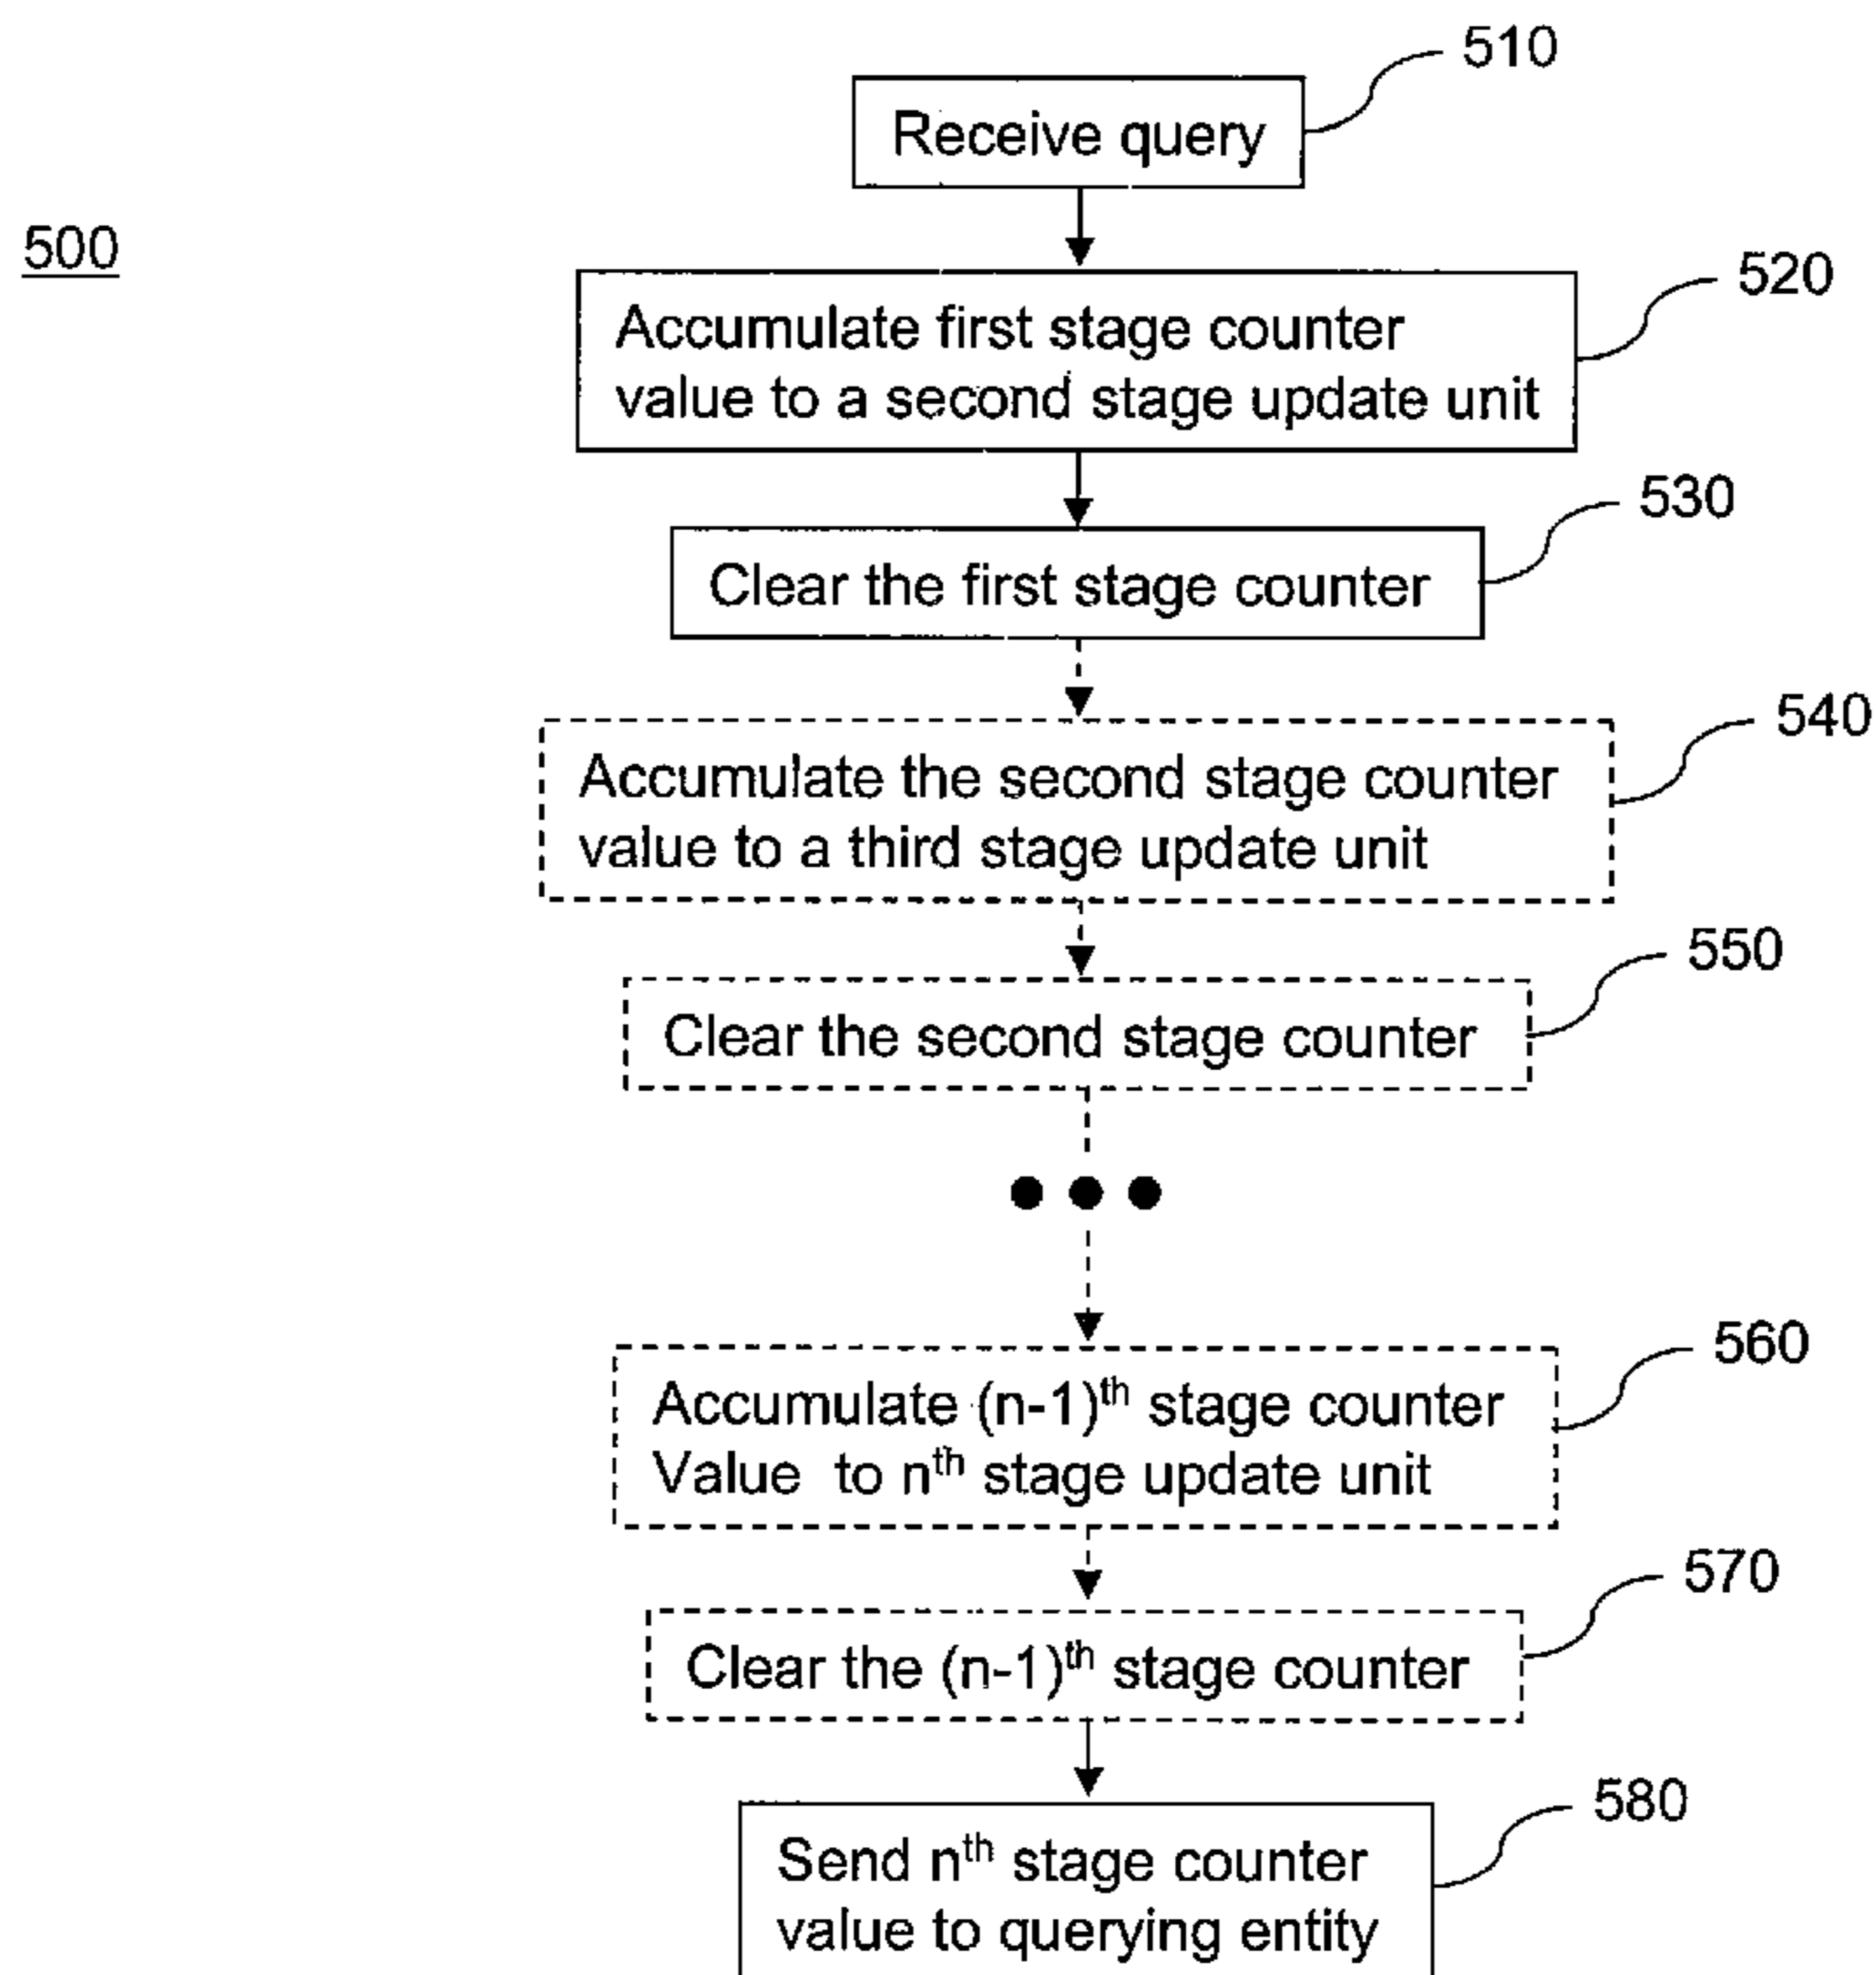 510
Receive query
500
520
Accumulate first stage counter
value to a second stage update unit
530
Clear the first stage counter
540
Accumulate the second stage counter
value to a third stage update unit
550
Clear the second stage counter
560
Accumulate (n-1)th stage counter
Value to nth stage update unit
570
Clear the (n-1)th stage counter
580
Send nth stage counter
value to querying entity